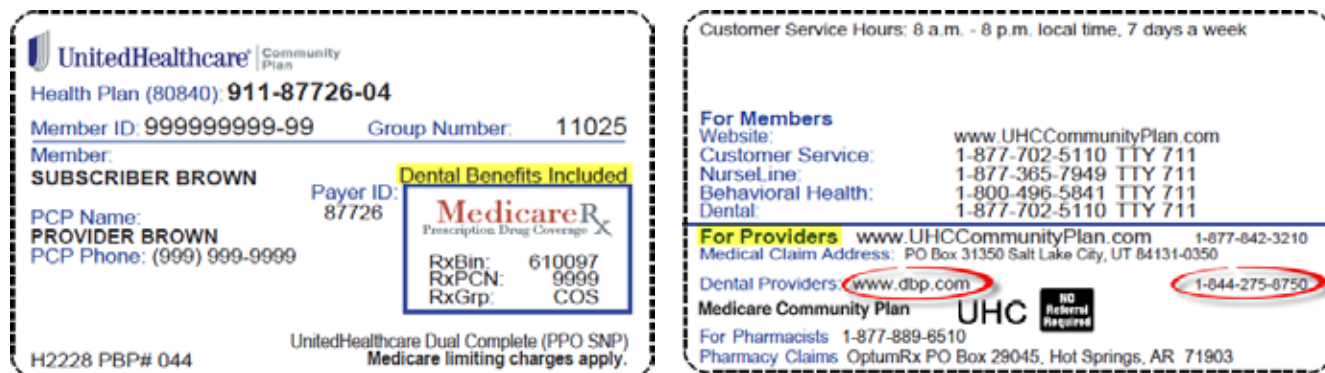 UnitedHealthcare® Community Plan
Health Plan (80840): 911-87726-04
Member ID: 999999999-99 Group Number: 11025
Member:
SUBSCRIBER BROWN
Dental Benefits Included
Payer ID:
87726
PCP Name:
PROVIDER BROWN
PCP Phone: (999) 999-9999
MedicareRx
Prescription Drug Coverage
RxBin: 610097
RxPCN: 9999
RxGrp: COS
UnitedHealthcare Dual Complete (PPO SNP)
H2228 PBP# 044 Medicare limiting charges apply.
Customer Service Hours: 8 a.m. - 8 p.m. local time, 7 days a week
For Members
Website: www.UHCCommunityPlan.com
Customer Service: 1-877-702-5110 TTY 711
NurseLine: 1-877-365-7949 TTY 711
Behavioral Health: 1-800-496-5841 TTY 711
Dental: 1-877-702-5110 TTY 711
For Providers www.UHCCommunityPlan.com 1-877-842-3210
Medical Claim Address: PO Box 31350 Salt Lake City, UT 84131-0350
Dental Providers: www.dbp.com 1-844-275-8750
Medicare Community Plan UHC
NO
Referral
Required
For Pharmacists 1-877-889-6510
Pharmacy Claims OptumRx PO Box 29045, Hot Springs, AR 71903